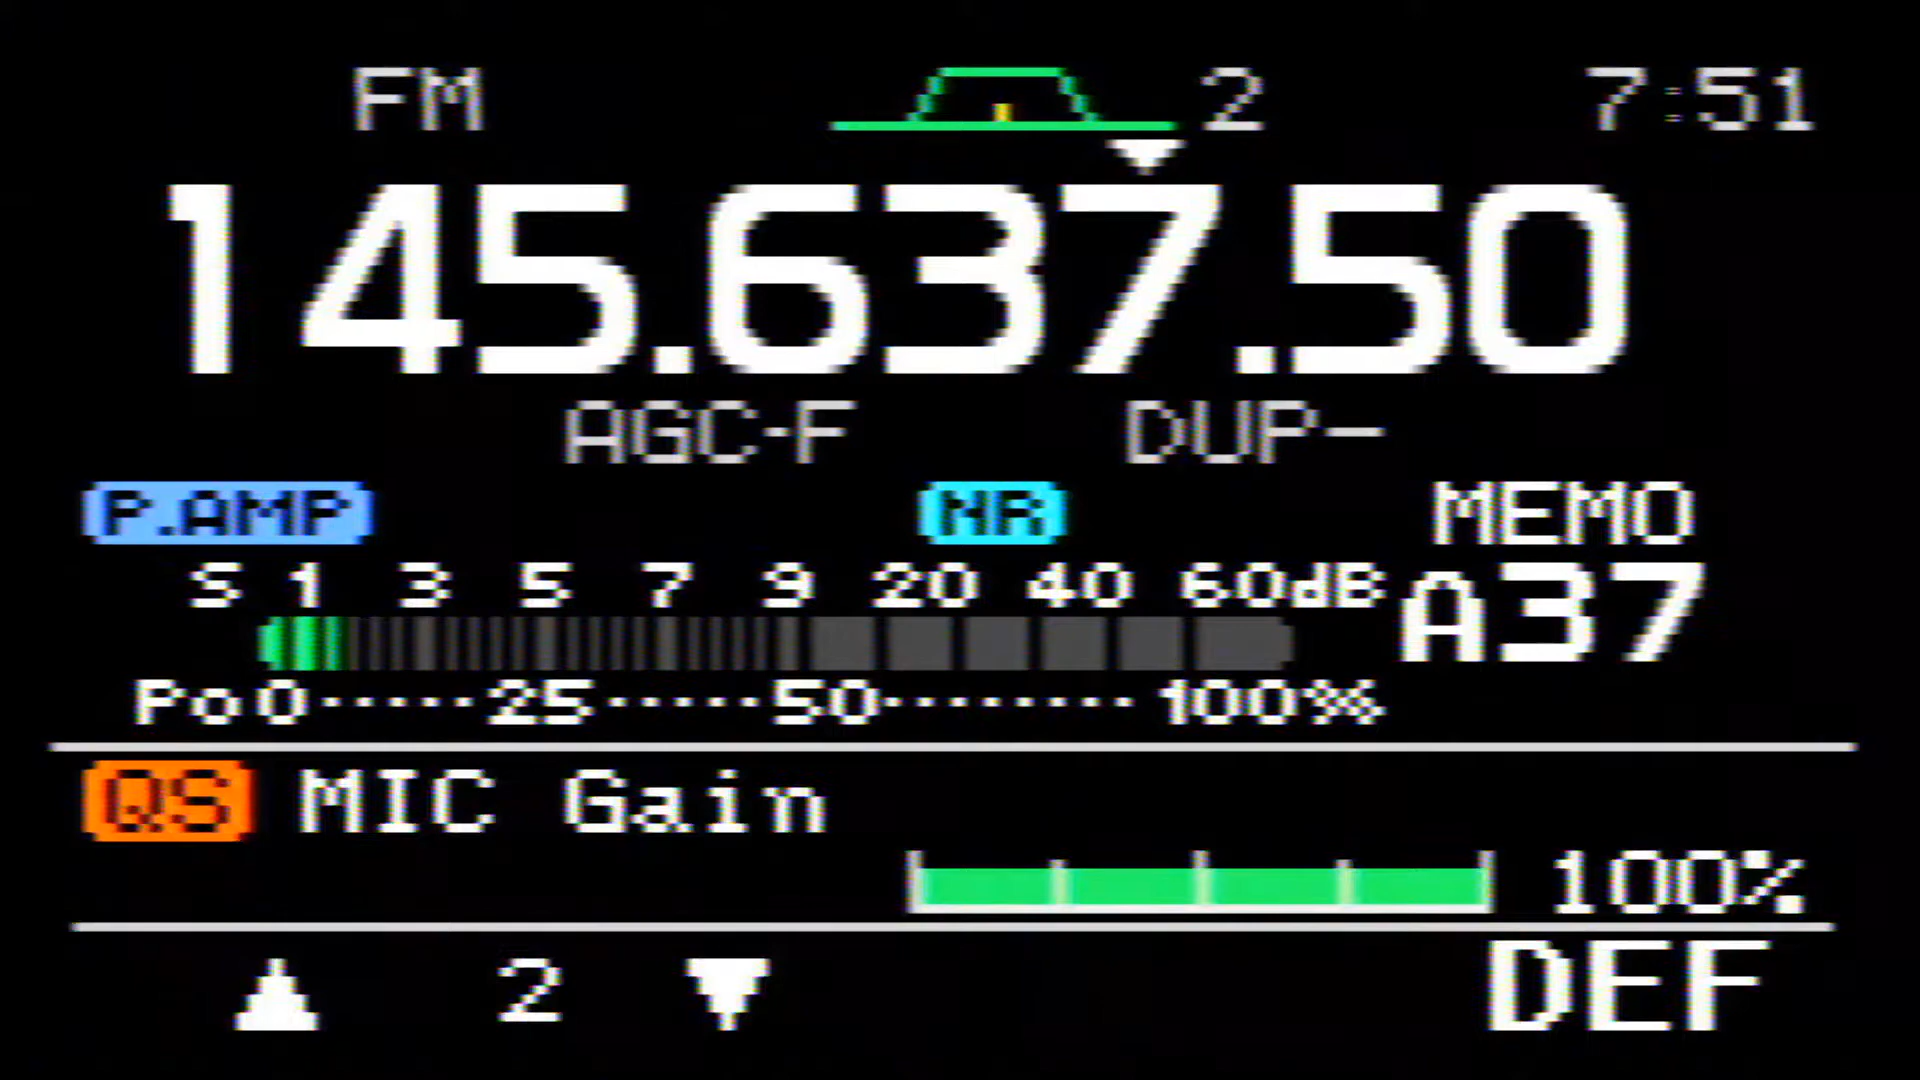 FM 2 7:51
145.637.50
AGC-F DUP-
P.AMP NR MEMO
S 1 3 5 7 9 20 40 60dB A37
Po 0·····25·····50········100%
QS MIC Gain
100%
2 DEF